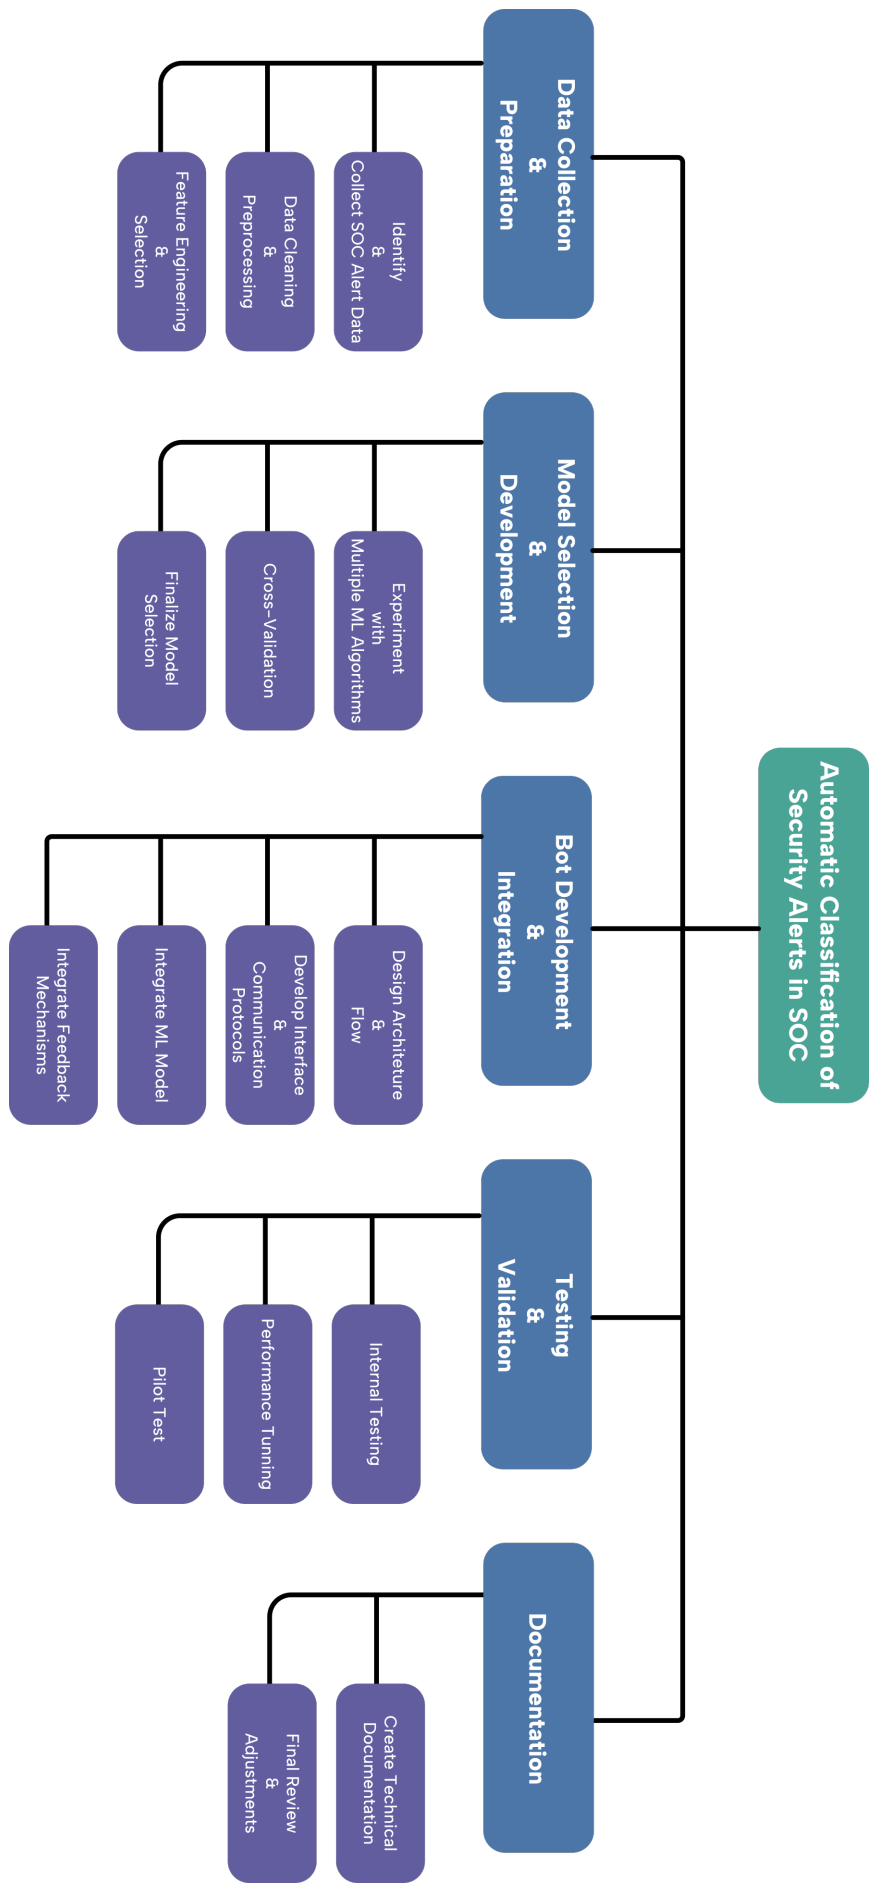 Automatic Classification of
Security Alerts in SOC
Data Collection
&
Preparation
Identify
&
Collect SOC Alert Data
Data Cleaning
&
Preprocessing
Feature Engineering
&
Selection
Model Selection
&
Development
Experiment
with
Multiple ML Algorithms
Cross-Validation
Finalize Model
Selection
Bot Development
&
Integration
Design Architeture
&
Flow
Develop Interface
&
Communication
Protocols
Integrate ML Model
Integrate Feedback
Mechanisms
Testing
&
Validation
Internal Testing
Performance Tunning
Pilot Test
Documentation
Create Technical
Documentation
Final Review
&
Adjustments